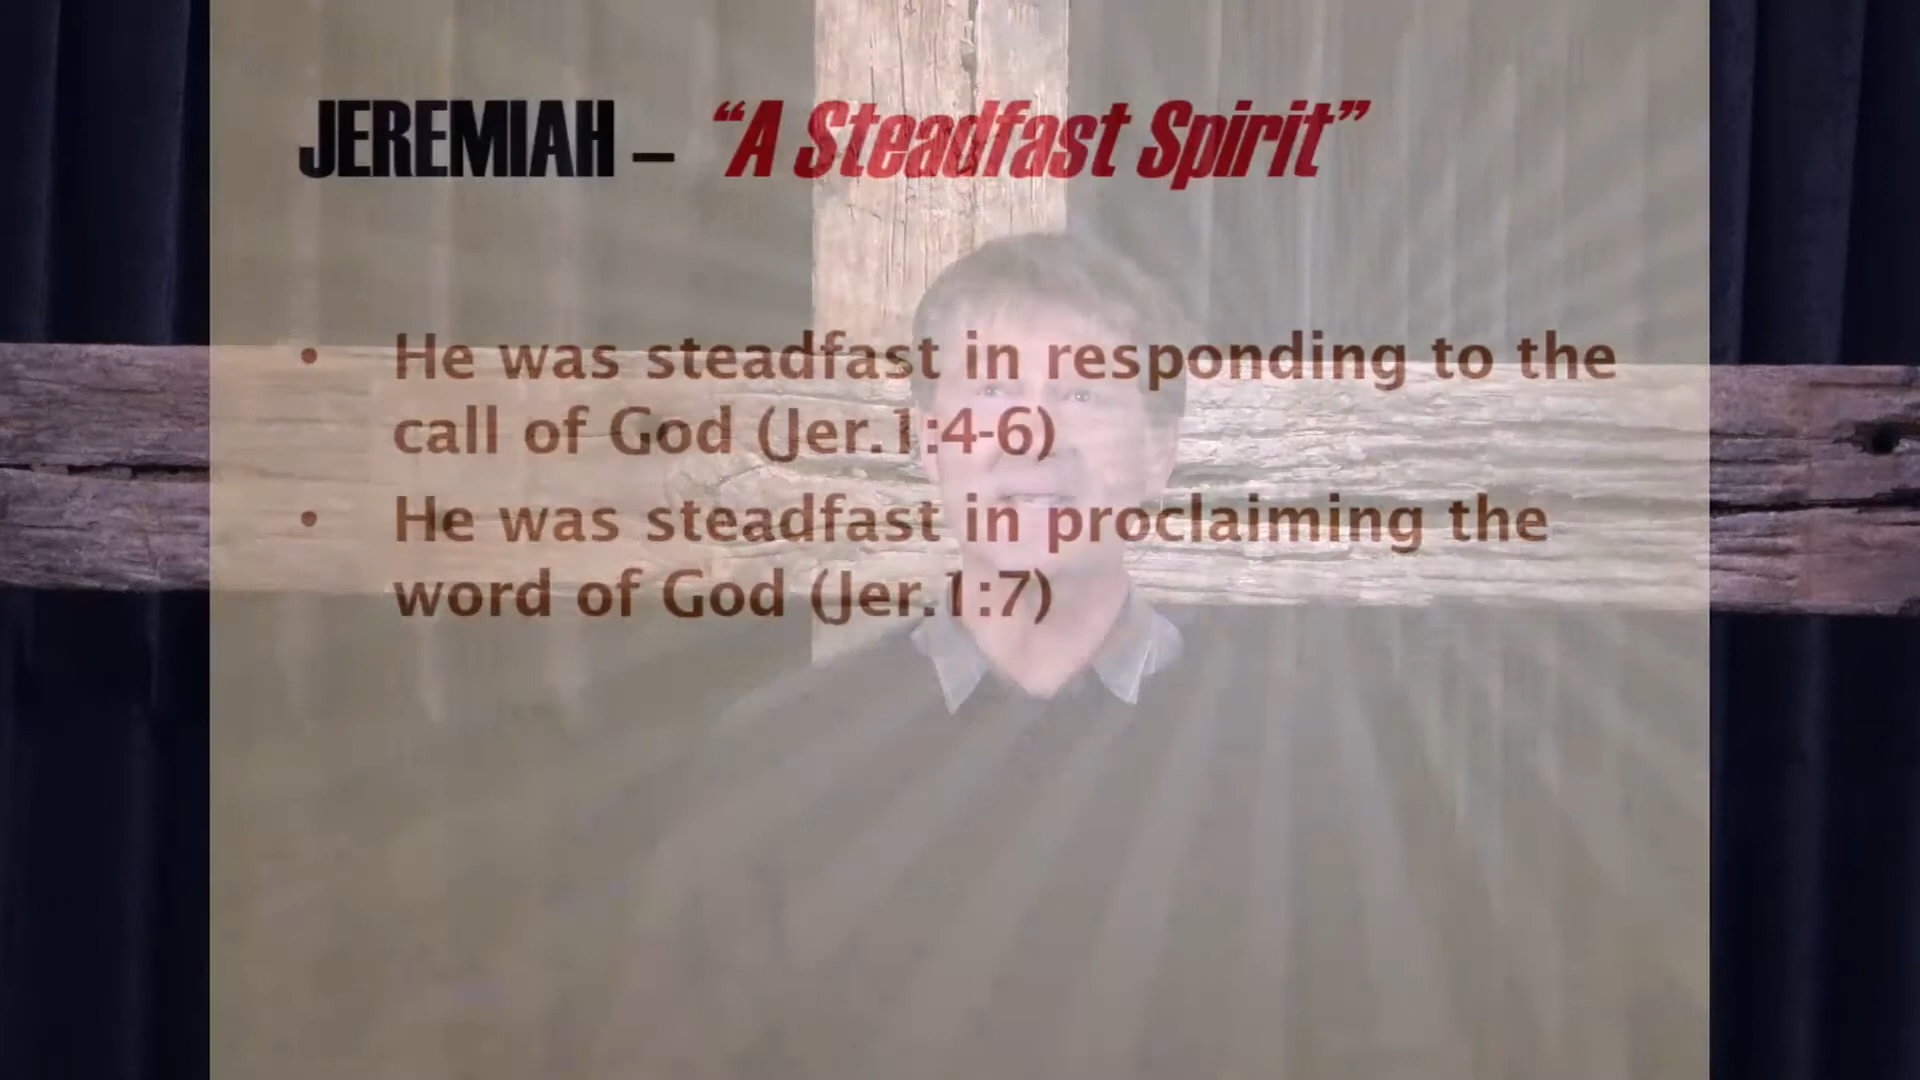 JEREMIAH – “A Steadfast Spirit”
• He was steadfast in responding to the
call of God (Jer.1:4-6)
• He was steadfast in proclaiming the
word of God (Jer.1:7)